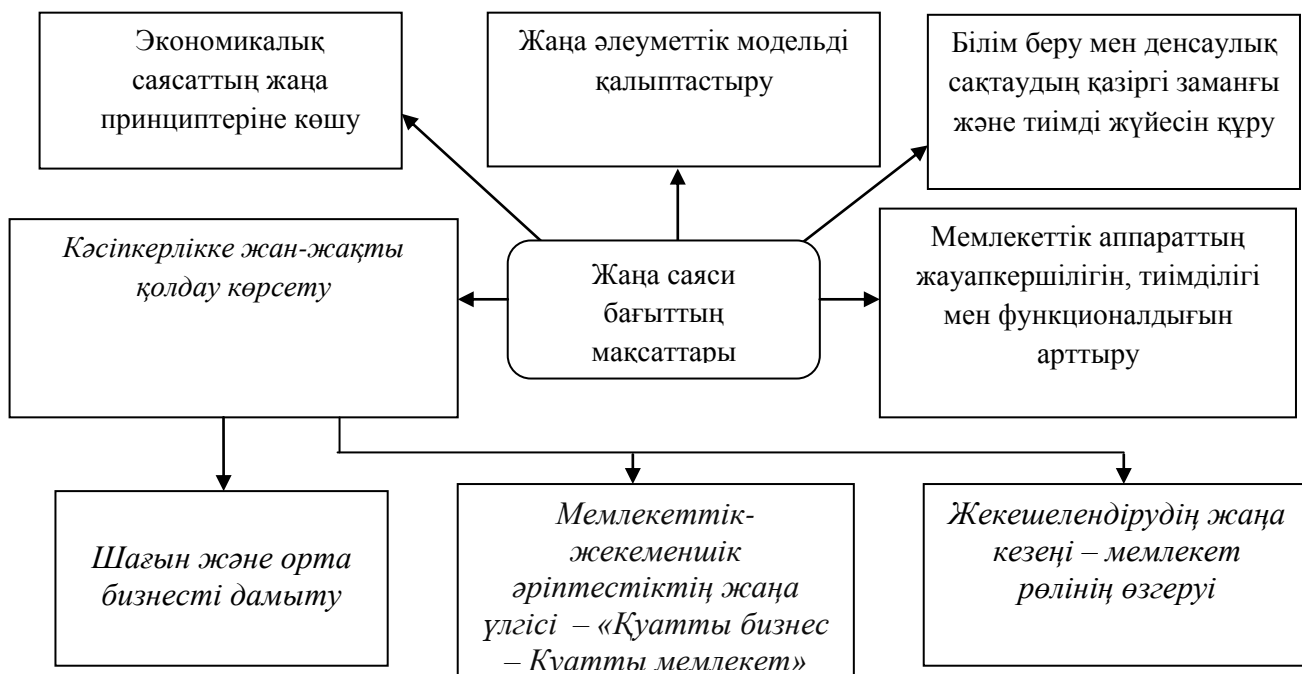 Экономикалық
саясаттың жаңа
принциптеріне көшу
Жаңа әлеуметтік модельді
қалыптастыру
Білім беру мен денсаулық
сақтаудың қазіргі заманғы
және тиімді жүйесін құру
Кәсіпкерлікке жан-жақты
қолдау көрсету
Жаңа саяси
бағыттың
мақсаттары
Мемлекеттік аппараттың
жауапкершілігін, тиімділігі
мен функционалдығын
арттыру
Шағын және орта
бизнесті дамыту
Мемлекеттік-
жекеменшік
әріптестіктің жаңа
үлгісі – «Қуатты бизнес
– Қуатты мемлекет»
Жекешелендірудің жаңа
кезеңі – мемлекет
рөлінің өзгеруі